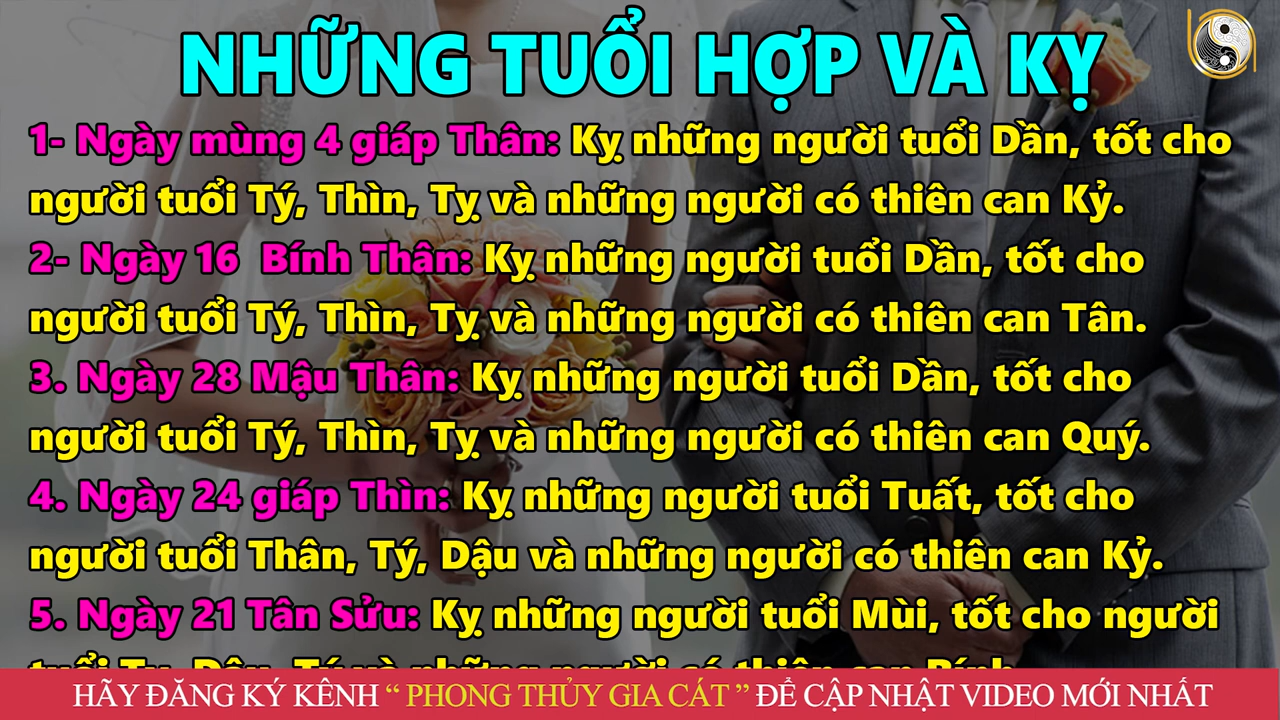 NHỮNG TUỔI HỢP VÀ KỴ
1- Ngày mùng 4 giáp Thân: Kỵ những người tuổi Dần, tốt cho
người tuổi Tý, Thìn, Tỵ và những người có thiên can Kỷ.
2- Ngày 16 Bính Thân: Kỵ những người tuổi Dần, tốt cho
người tuổi Tý, Thìn, Tỵ và những người có thiên can Tân.
3. Ngày 28 Mậu Thân: Kỵ những người tuổi Dần, tốt cho
người tuổi Tý, Thìn, Tỵ và những người có thiên can Quý.
4. Ngày 24 giáp Thìn: Kỵ những người tuổi Tuất, tốt cho
người tuổi Thân, Tý, Dậu và những người có thiên can Kỷ.
5. Ngày 21 Tân Sửu: Kỵ những người tuổi Mùi, tốt cho người
HÃY ĐĂNG KÝ KÊNH “ PHONG THỦY GIA CÁT ” ĐỂ CẬP NHẬT VIDEO MỚI NHẤT